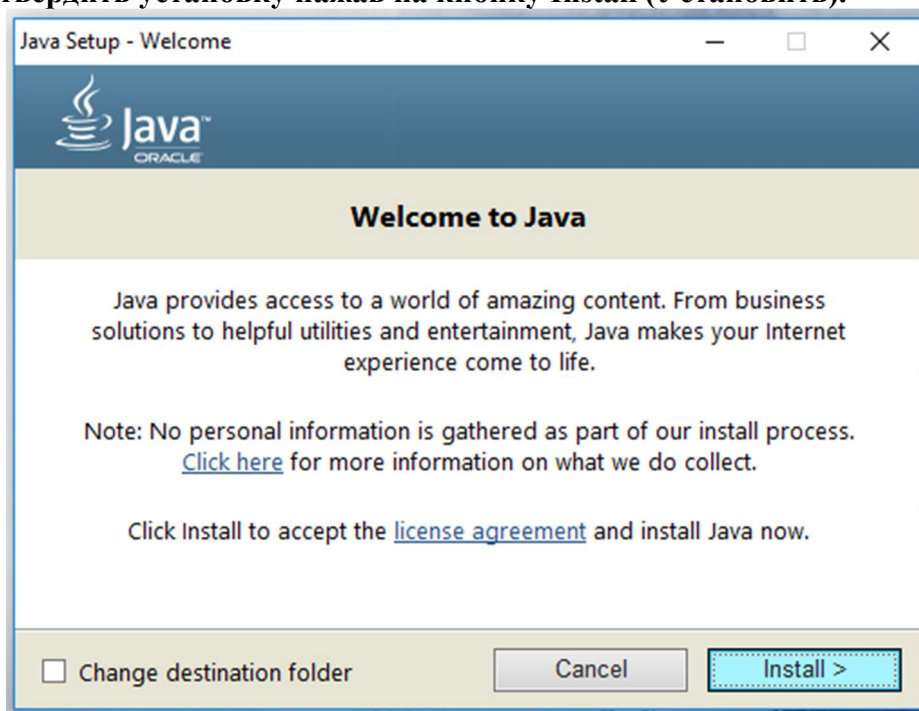 твердить установку нажав на кнопку Install (Установить).
Java Setup - Welcome
Java™
ORACLE
Welcome to Java
Java provides access to a world of amazing content. From business
solutions to helpful utilities and entertainment, Java makes your Internet
experience come to life.
Note: No personal information is gathered as part of our install process.
Click here for more information on what we do collect.
Click Install to accept the license agreement and install Java now.
Change destination folder
Cancel
Install >